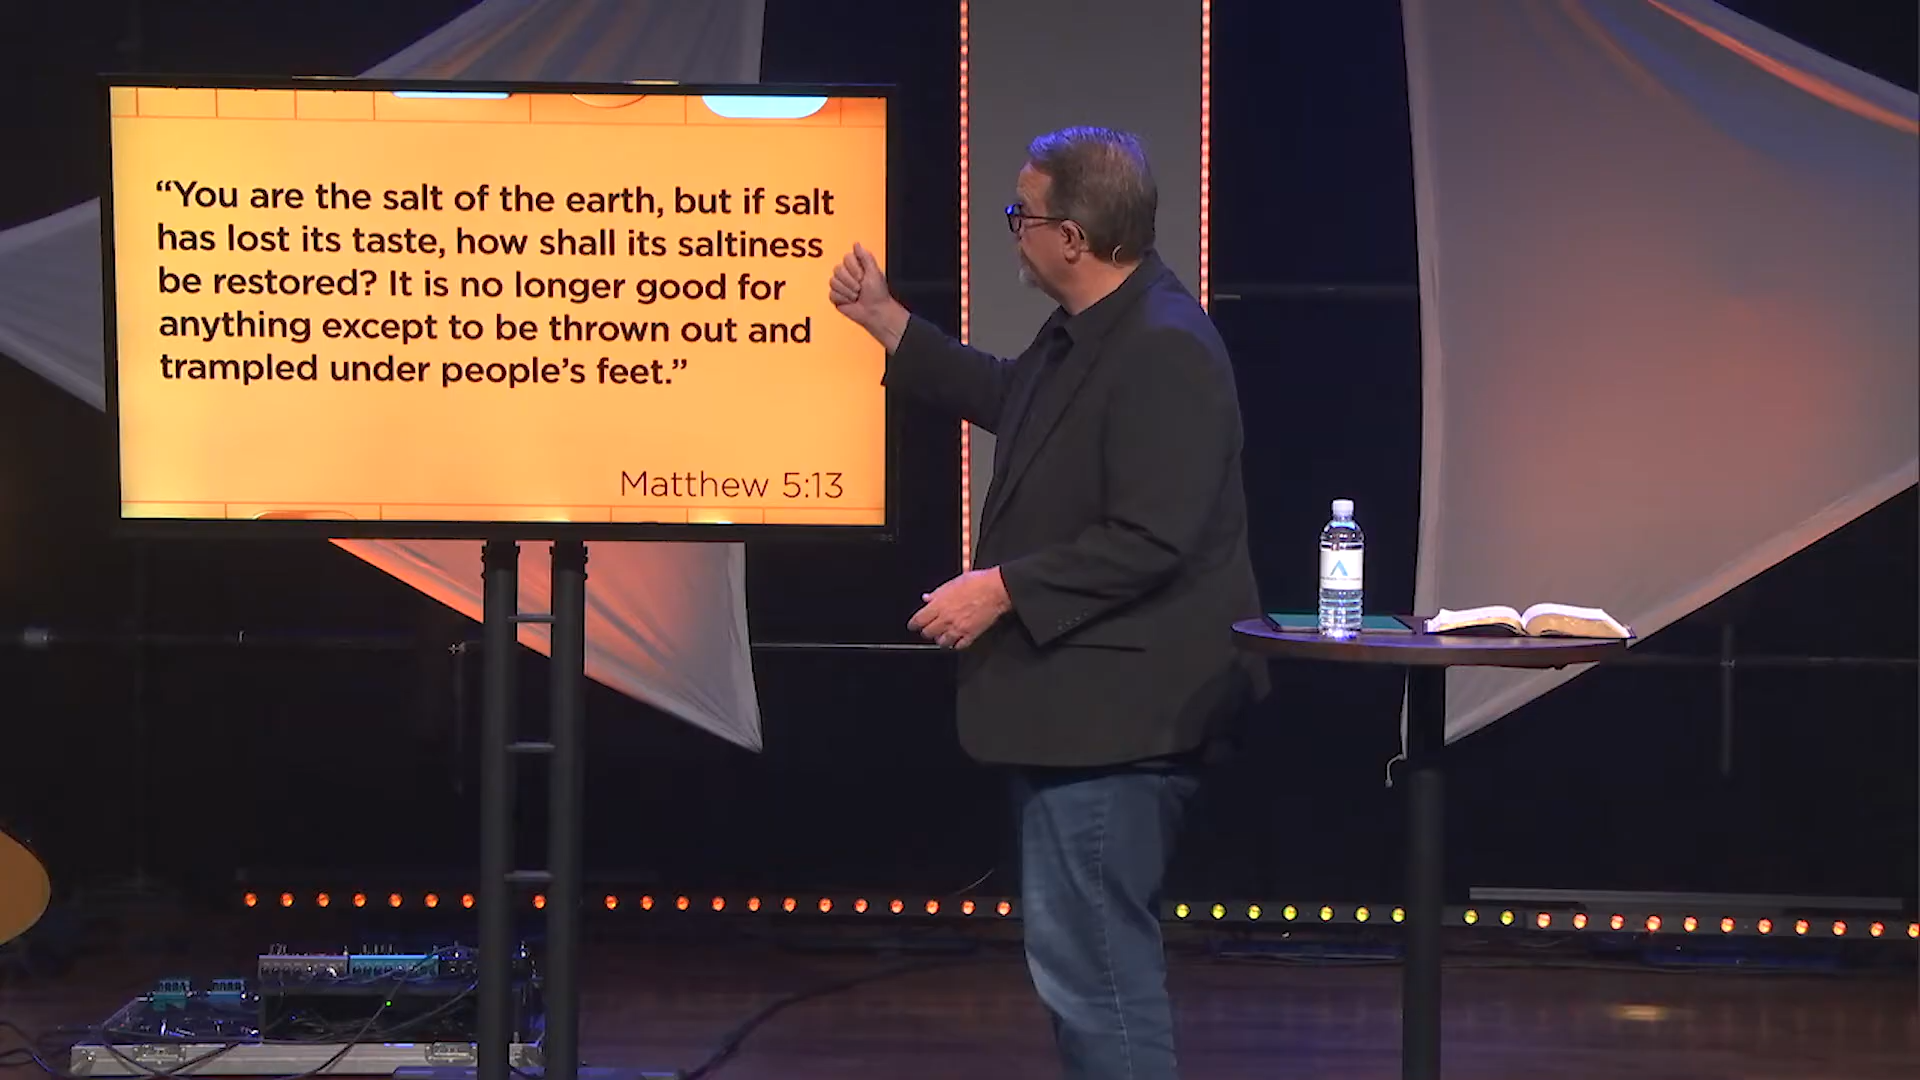 “You are the salt of the earth, but if salt
has lost its taste, how shall its saltiness
be restored? It is no longer good for
anything except to be thrown out and
trampled under people’s feet.”
Matthew 5:13